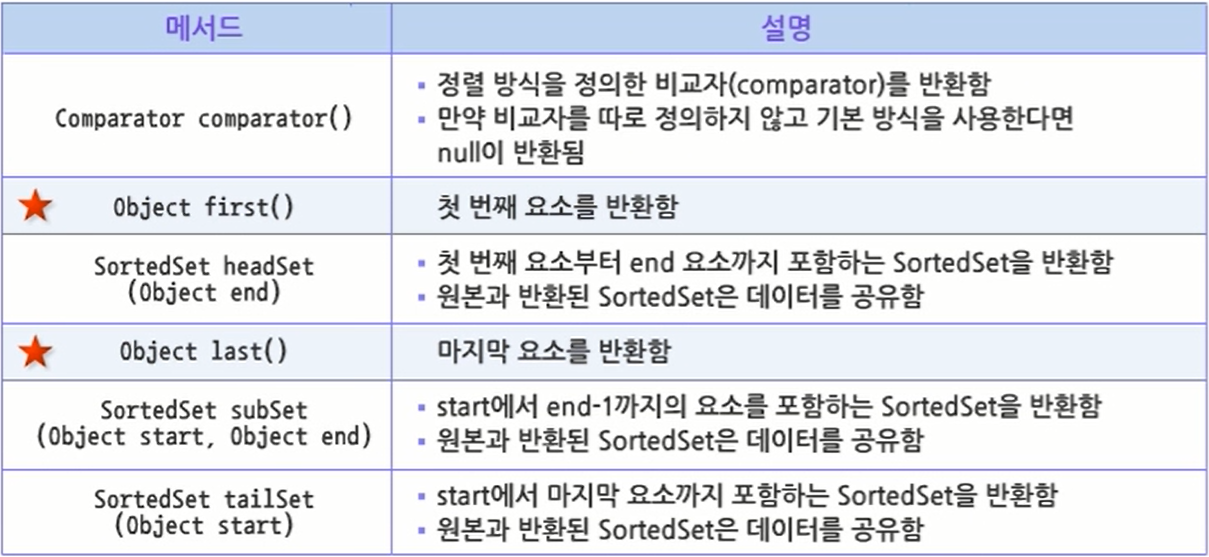 메서드
설명
Comparator comparator()
▪ 정렬 방식을 정의한 비교자(comparator)를 반환함
▪ 만약 비교자를 따로 정의하지 않고 기본 방식을 사용한다면
null이 반환됨
★ Object first()
첫 번째 요소를 반환함
SortedSet headSet
(Object end)
▪ 첫 번째 요소부터 end 요소까지 포함하는 SortedSet을 반환함
▪ 원본과 반환된 SortedSet은 데이터를 공유함
★ Object last()
마지막 요소를 반환함
SortedSet subSet
(Object start, Object end)
▪ start에서 end-1까지의 요소를 포함하는 SortedSet을 반환함
▪ 원본과 반환된 SortedSet은 데이터를 공유함
SortedSet tailSet
(Object start)
▪ start에서 마지막 요소까지 포함하는 SortedSet을 반환함
▪ 원본과 반환된 SortedSet은 데이터를 공유함